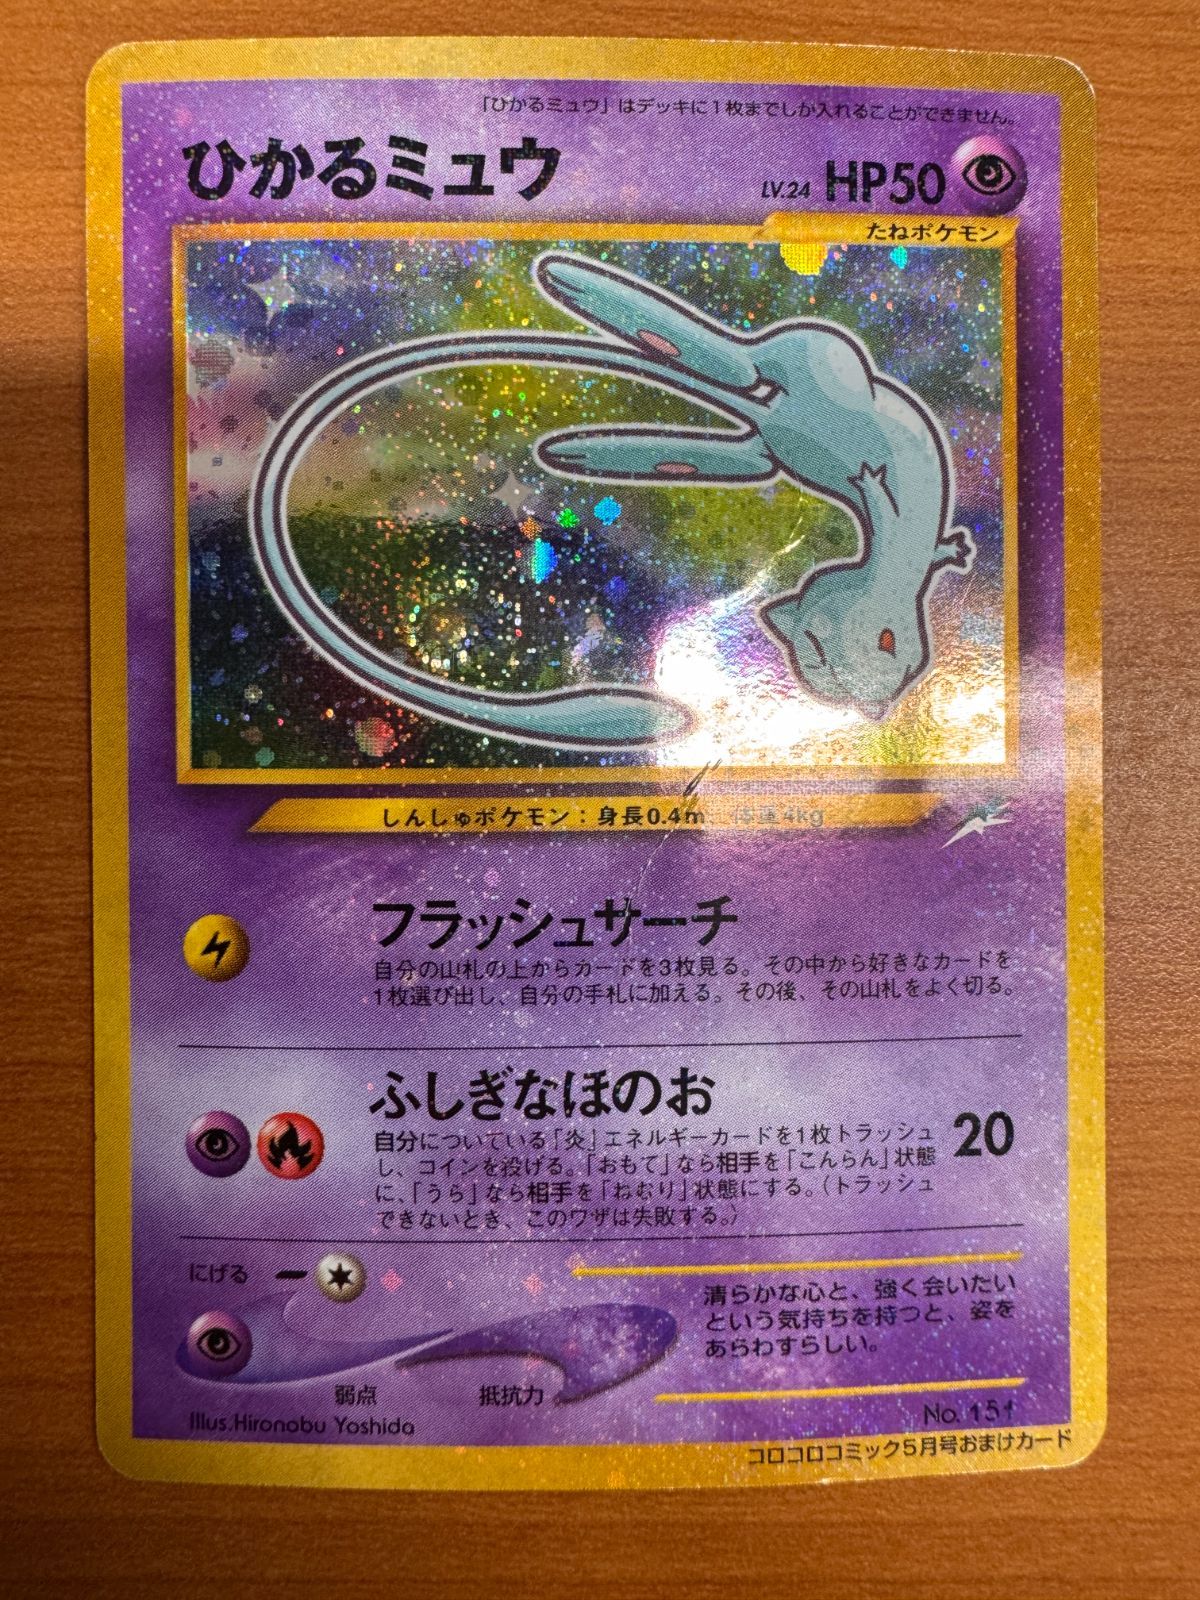 「ひかるミュウ」はデッキに1枚までしか入れることができません。
ひかるミュウ LV.24 HP50
たねポケモン
しんしゅポケモン:身長0.4m 体重4kg
フラッシュサーチ
自分の山札の上からカードを3枚見る。その中から好きなカードを
1枚選び出し、自分の手札に加える。その後、その山札をよく切る。
ふしぎなほのお 20
自分についている「炎」エネルギーカードを1枚トラッシュ
し、コインを投げる。「おもて」なら相手を「こんらん」状態
に、「うら」なら相手を「ねむり」状態にする。(トラッシュ
できないとき、このワザは失敗する。)
にげる
清らかな心と、強く会いたい
という気持ちを持つと、姿を
あらわすらしい。
弱点 抵抗力
Illus.Hironobu Yoshida No. 151
コロコロコミック5月号おまけカード